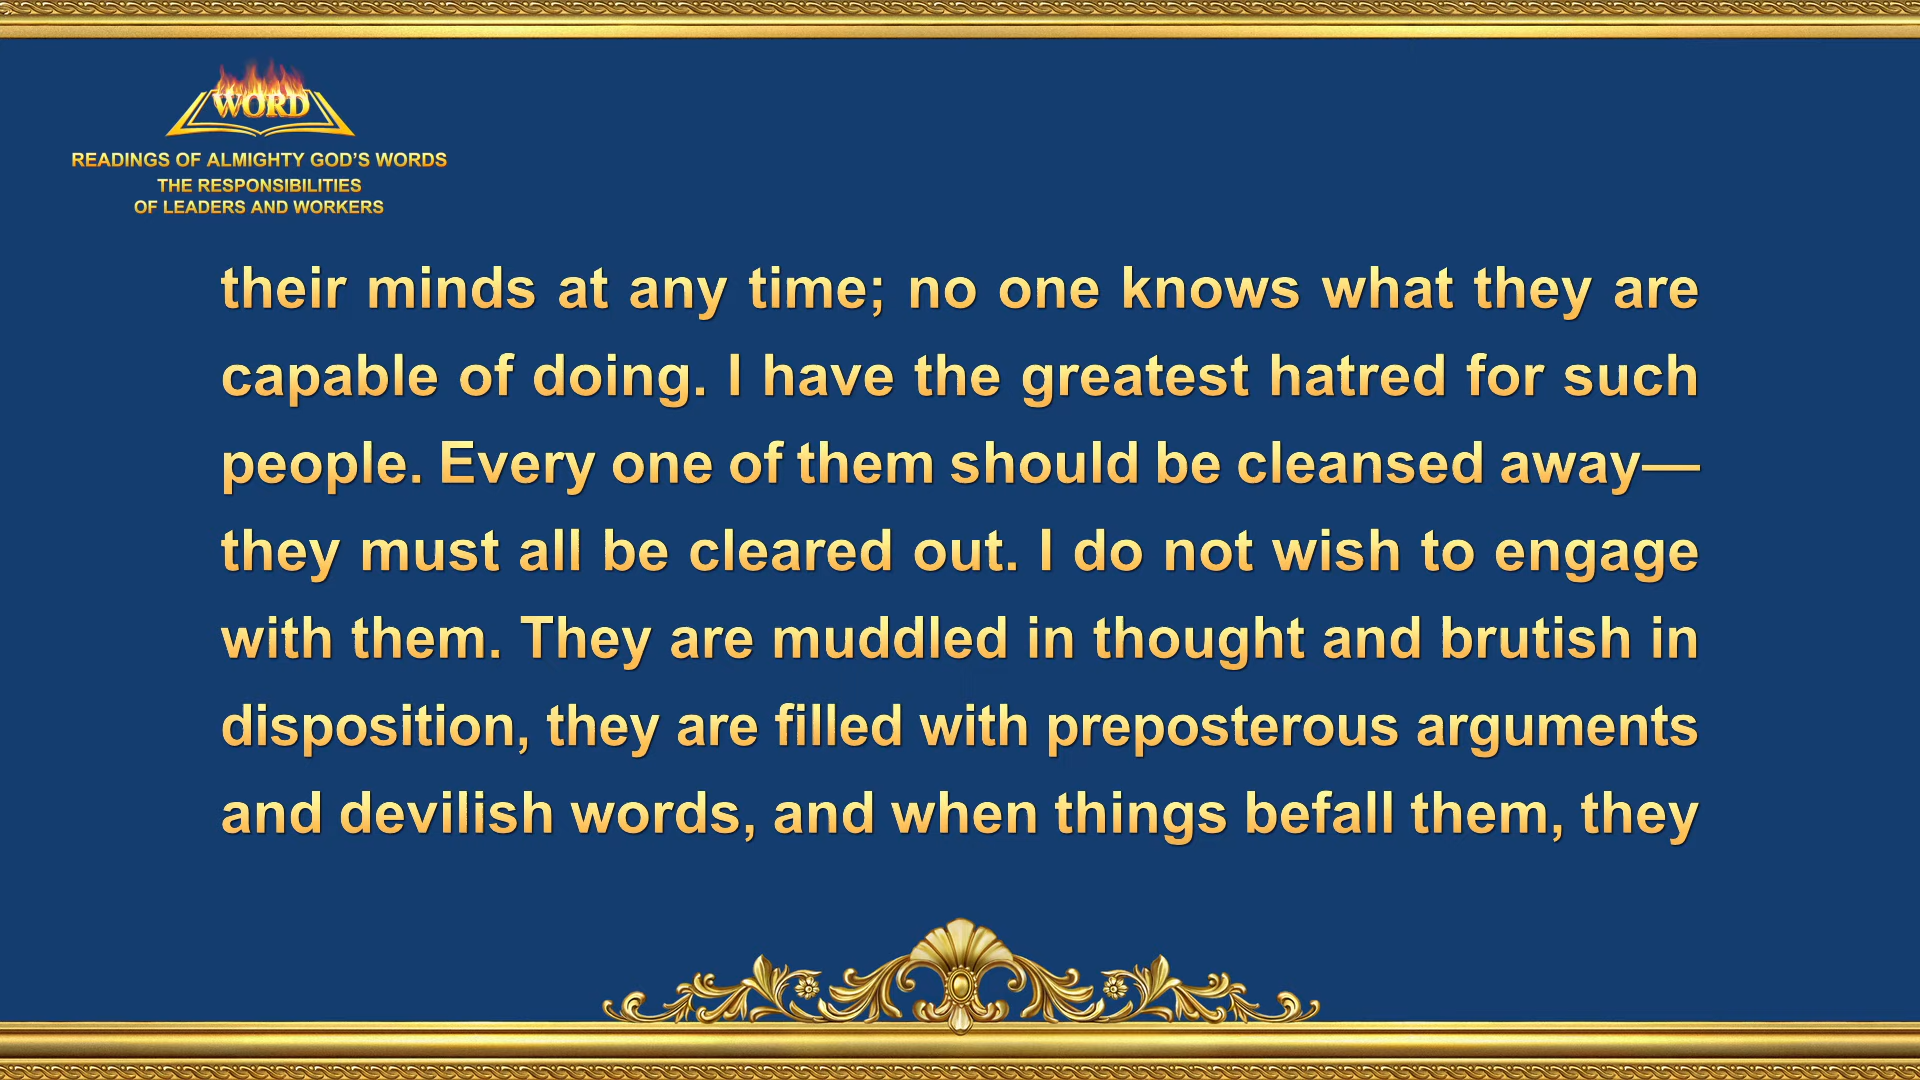 WORD
READINGS OF ALMIGHTY GOD’S WORDS
THE RESPONSIBILITIES
OF LEADERS AND WORKERS
their minds at any time; no one knows what they are
capable of doing. I have the greatest hatred for such
people. Every one of them should be cleansed away—
they must all be cleared out. I do not wish to engage
with them. They are muddled in thought and brutish in
disposition, they are filled with preposterous arguments
and devilish words, and when things befall them, they